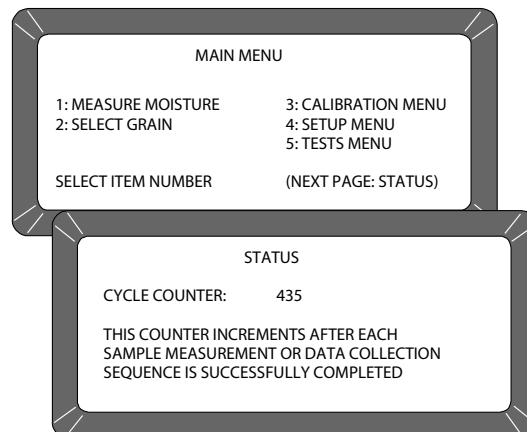 MAIN MENU
1: MEASURE MOISTURE 3: CALIBRATION MENU
2: SELECT GRAIN 4: SETUP MENU
5: TESTS MENU
SELECT ITEM NUMBER (NEXT PAGE: STATUS)
STATUS
CYCLE COUNTER: 435
THIS COUNTER INCREMENTS AFTER EACH
SAMPLE MEASUREMENT OR DATA COLLECTION
SEQUENCE IS SUCCESSFULLY COMPLETED